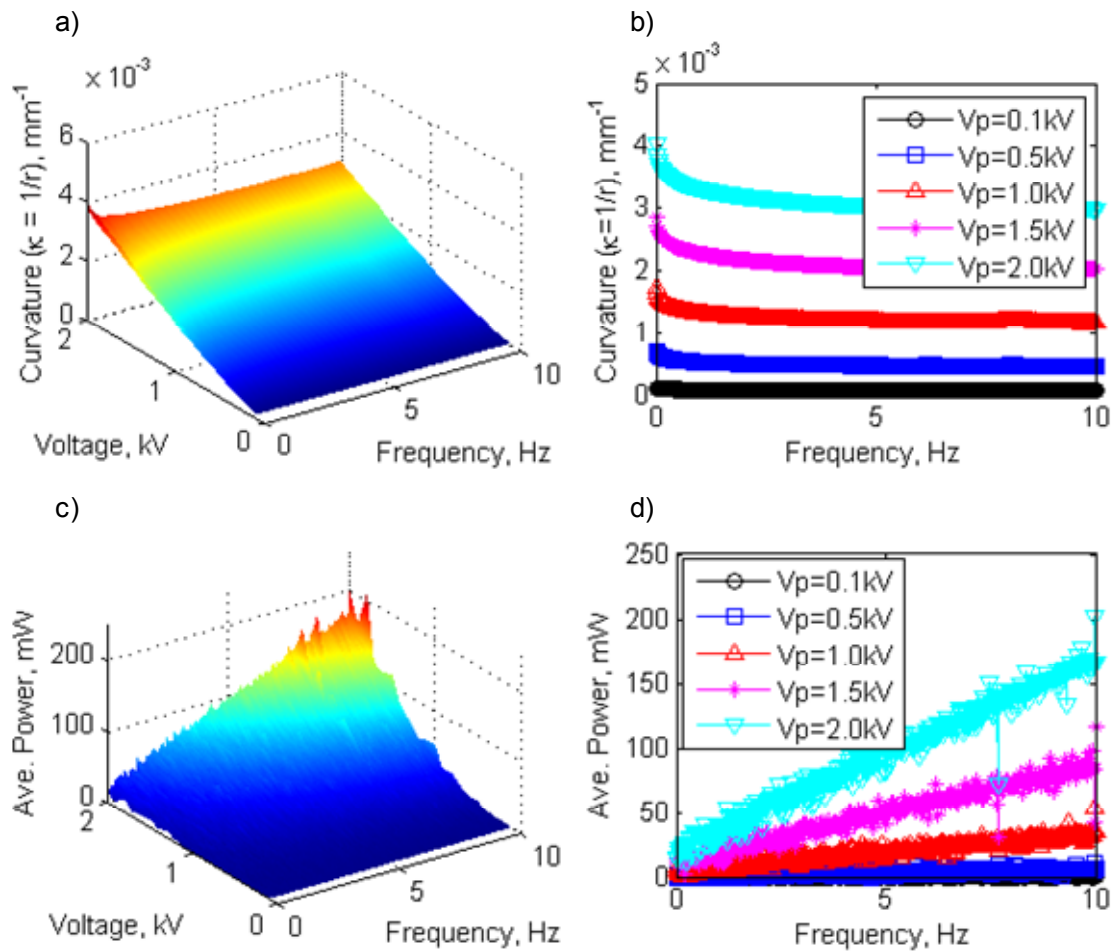 a)
× 10⁻³
Curvature (κ = 1/r), mm⁻¹
6
4
2
0
2
1
0
Voltage, kV
0
5
10
Frequency, Hz
b)
× 10⁻³
Curvature (κ=1/r), mm⁻¹
5
4
3
2
1
0
Vp=0.1kV
Vp=0.5kV
Vp=1.0kV
Vp=1.5kV
Vp=2.0kV
0
5
10
Frequency, Hz
c)
Ave. Power, mW
200
100
0
2
1
0
Voltage, kV
0
5
10
Frequency, Hz
d)
Ave. Power, mW
250
200
150
100
50
0
Vp=0.1kV
Vp=0.5kV
Vp=1.0kV
Vp=1.5kV
Vp=2.0kV
0
5
10
Frequency, Hz